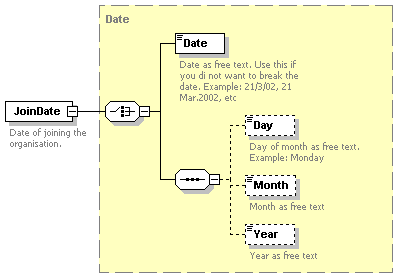 Date
Date
Date as free text. Use this if
you di not want to break the
date. Example: 21/3/02, 21
Mar.2002, etc
JoinDate
Date of joining the
organisation.
Day
Day of month as free text.
Example: Monday
Month
Month as free text
Year
Year as free text